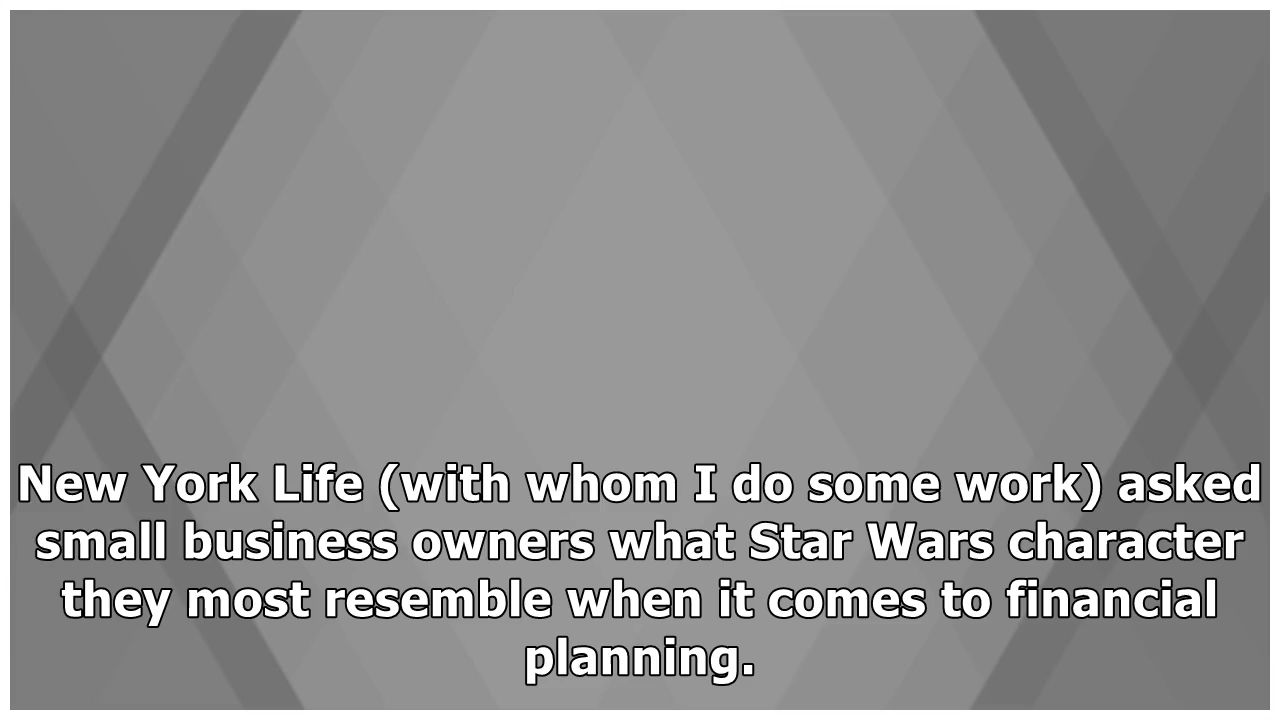 New York Life (with whom I do some work) asked
small business owners what Star Wars character
they most resemble when it comes to financial
planning.